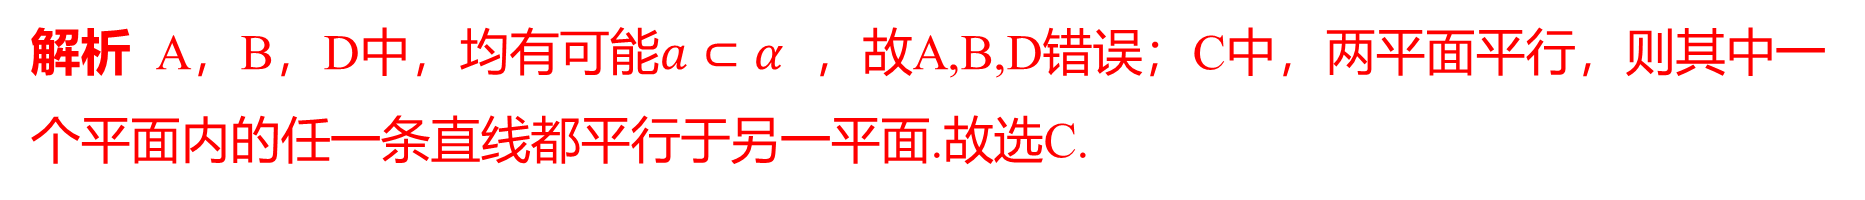 解析 A，B，D中，均有可能a ⊂ α ，故A,B,D错误；C中，两平面平行，则其中一
个平面内的任一条直线都平行于另一平面.故选C.